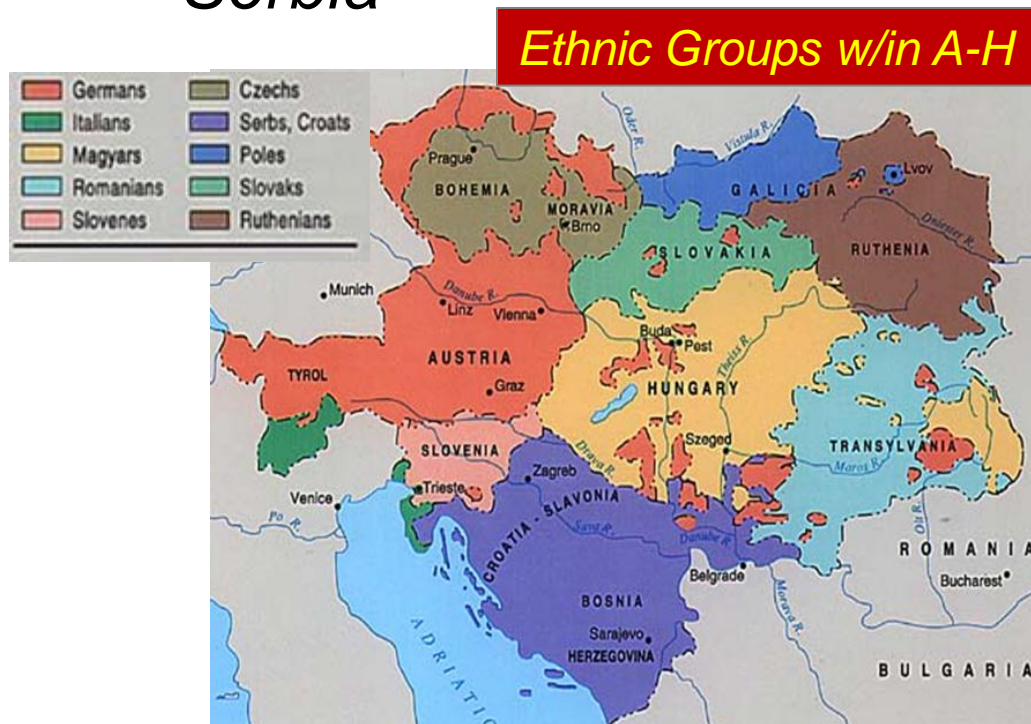 Serbia
Ethnic Groups w/in A-H
Germans
Italians
Magyars
Romanians
Slovenes
Czechs
Serbs, Croats
Poles
Slovaks
Ruthenians
Oder R.
Vistula R.
Prague
BOHEMIA
MORAVIA
Brno
GALICIA
Lvov
Dniester R.
RUTHENIA
SLOVAKIA
Munich
Danube R.
Linz
Vienna
Buda
Pest
Theiss R.
AUSTRIA
TYROL
Graz
HUNGARY
SLOVENIA
Szeged
TRANSYLVANIA
Maros R.
Drava R.
Zagreb
Trieste
Venice
Po R.
CROATIA - SLAVONIA
Danube R.
Olt R.
ROMANIA
Belgrade
Bucharest
BOSNIA
Morava R.
Sarajevo
HERZEGOVINA
ADRIATIC
BULGARIA